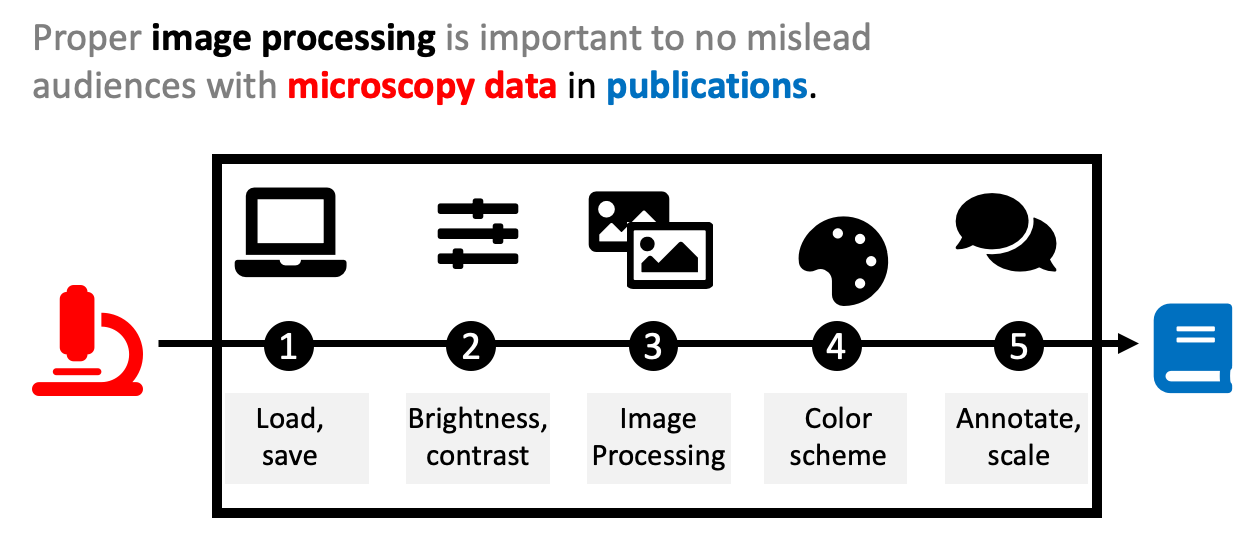 Proper image processing is important to no mislead
audiences with microscopy data in publications.
1
2
3
4
5
Load,
save
Brightness,
contrast
Image
Processing
Color
scheme
Annotate,
scale